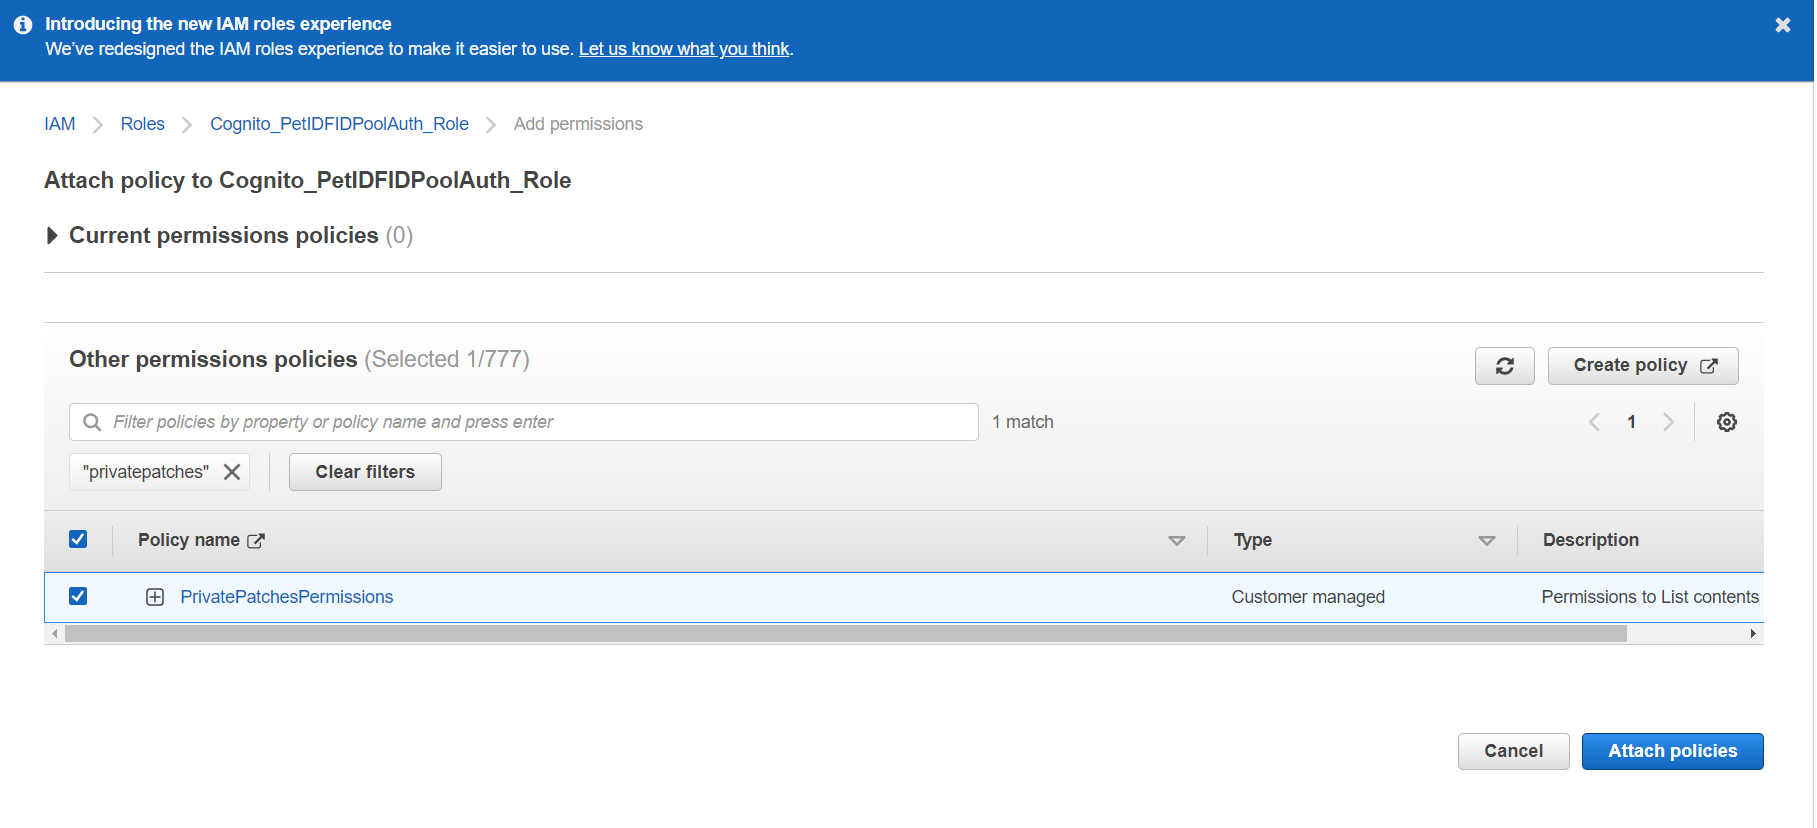 Introducing the new IAM roles experience
We've redesigned the IAM roles experience to make it easier to use. Let us know what you think.
IAM Roles Cognito_PetIDFIDPoolAuth_Role Add permissions
Attach policy to Cognito_PetIDFIDPoolAuth_Role
Current permissions policies (0)
Other permissions policies (Selected 1/777)
Create policy
Filter policies by property or policy name and press enter
1 match
1
"privatepatches"
Clear filters
Policy name Type Description
PrivatePatchesPermissions Customer managed Permissions to List contents
Cancel Attach policies